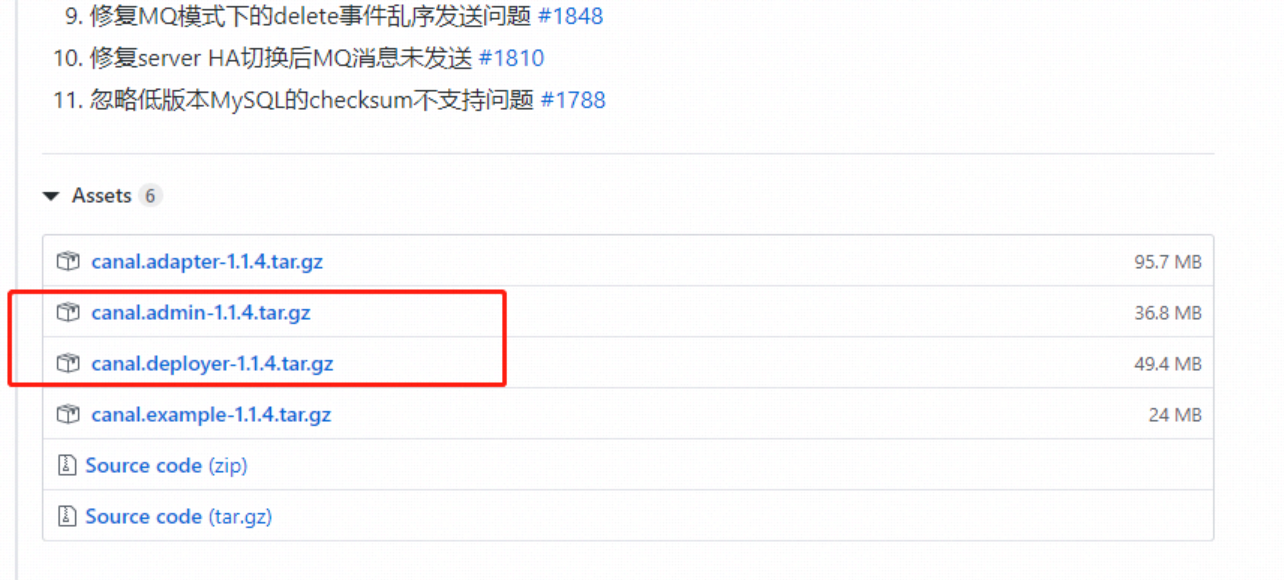 9. 修复MQ模式下的delete事件乱序发送问题 #1848
10. 修复server HA切换后MQ消息未发送 #1810
11. 忽略低版本MySQL的checksum不支持问题 #1788
Assets 6
canal.adapter-1.1.4.tar.gz 95.7 MB
canal.admin-1.1.4.tar.gz 36.8 MB
canal.deployer-1.1.4.tar.gz 49.4 MB
canal.example-1.1.4.tar.gz 24 MB
Source code (zip)
Source code (tar.gz)